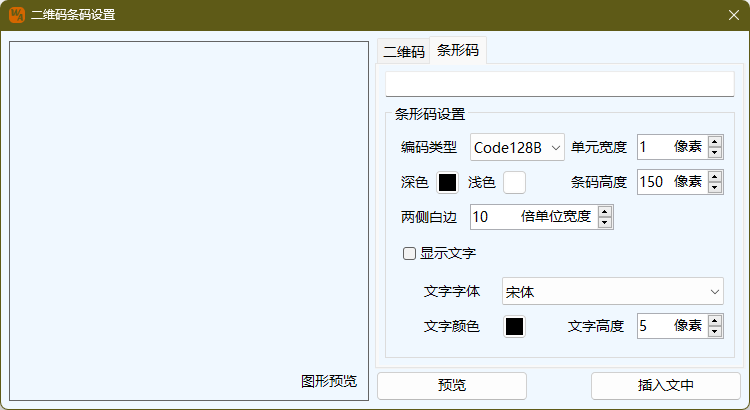 二维码条码设置
二维码 条形码
条形码设置
编码类型 Code128B 单元宽度 1 像素
深色 浅色 条码高度 150 像素
两侧白边 10 倍单位宽度
显示文字
文字字体 宋体
文字颜色 文字高度 5 像素
图形预览
预览 插入文中